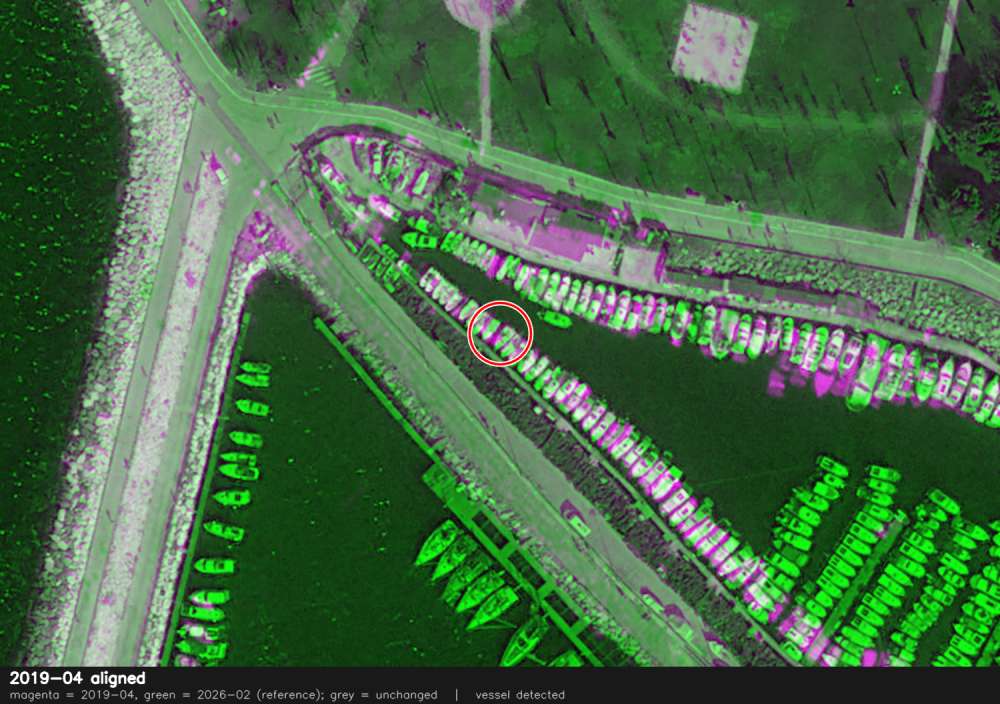 2019-04 aligned
magenta = 2019-04, green = 2026-02 (reference); grey = unchanged | vessel detected